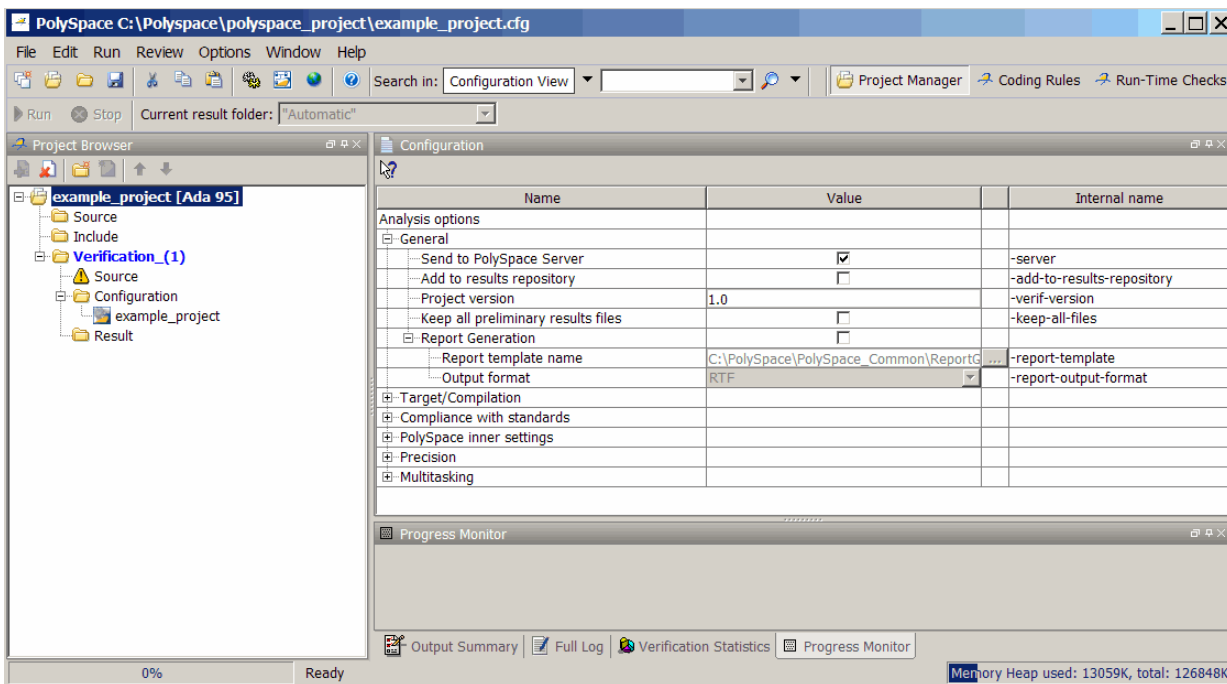 PolySpace C:\Polyspace\polyspace_project\example_project.cfg
File Edit Run Review Options Window Help
Search in: Configuration View Project Manager Coding Rules Run-Time Checks
Run Stop Current result folder: "Automatic"
Project Browser
example_project [Ada 95]
Source
Include
Verification_(1)
Source
Configuration
example_project
Result
Configuration
Name Value Internal name
Analysis options
General
Send to PolySpace Server -server
Add to results repository -add-to-results-repository
Project version 1.0 -verif-version
Keep all preliminary results files -keep-all-files
Report Generation
Report template name C:\PolySpace\PolySpace_Common\ReportG ... -report-template
Output format RTF -report-output-format
Target/Compilation
Compliance with standards
PolySpace inner settings
Precision
Multitasking
Progress Monitor
Output Summary Full Log Verification Statistics Progress Monitor
0% Ready Memory Heap used: 13059K, total: 126848K